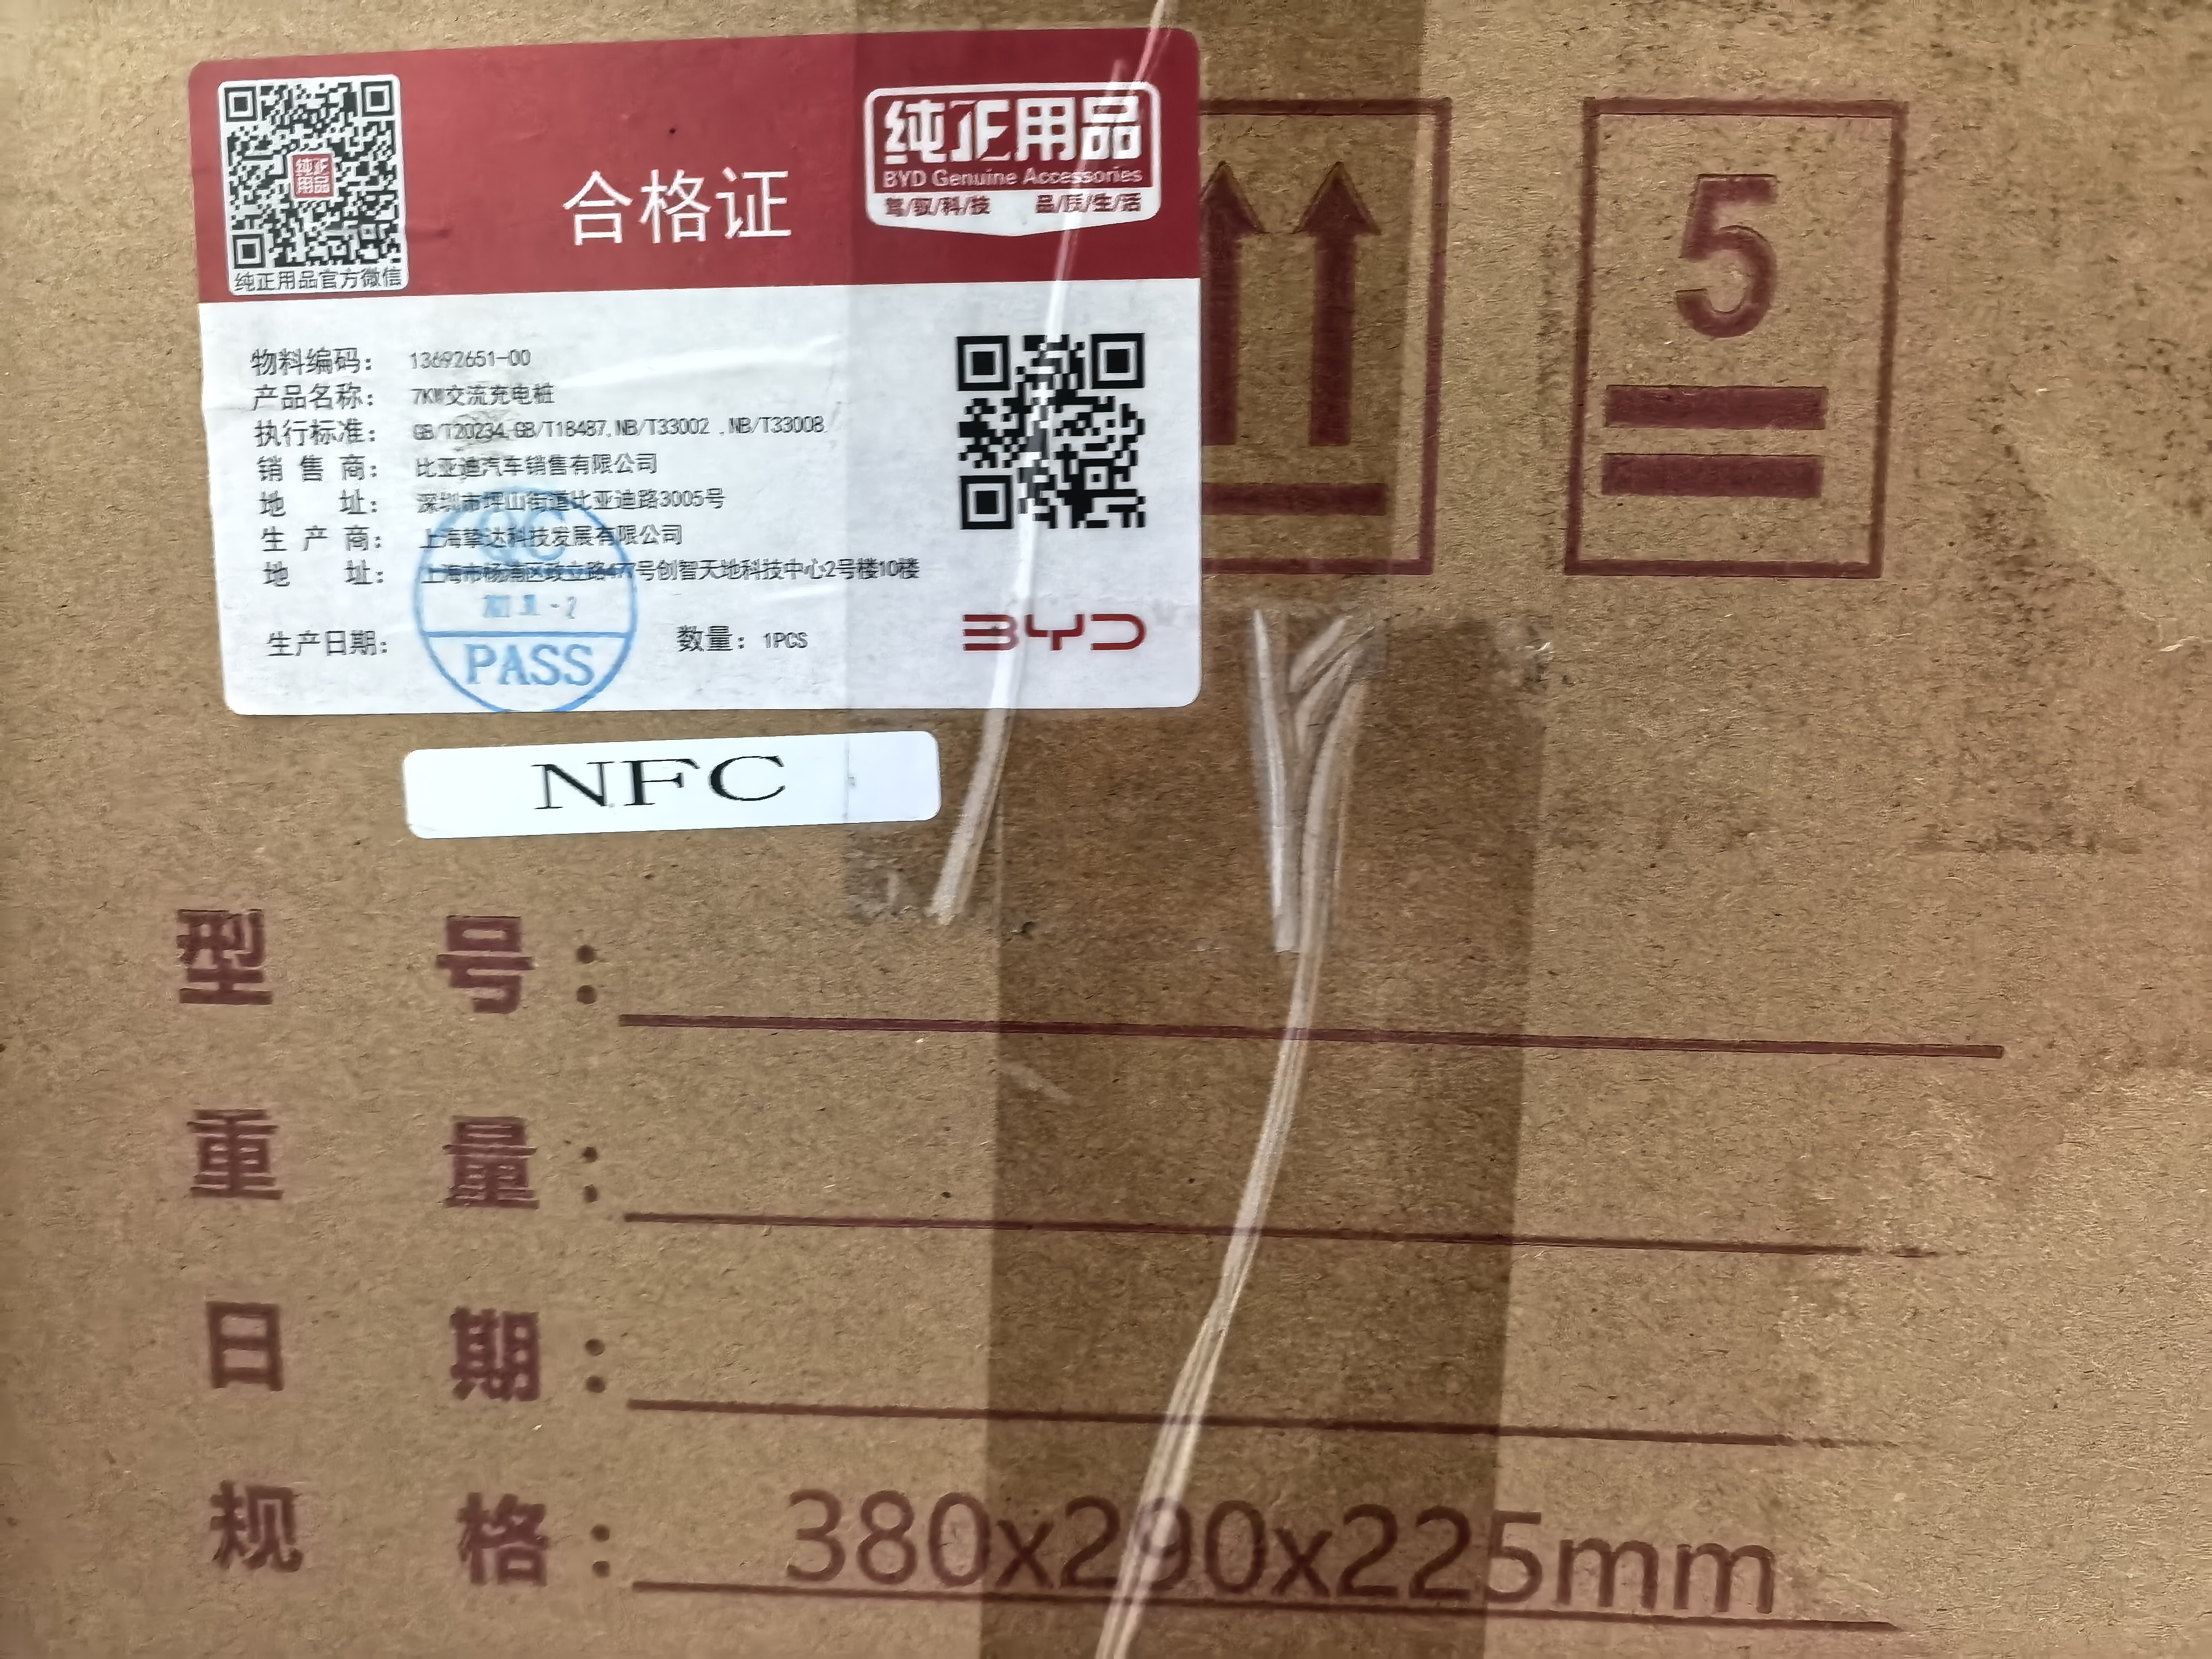 纯正用品
纯正用品官方微信
合格证
纯正用品
BYD Genuine Accessories
驾/驭/科/技 品/质/生/活
物料编码: 13692651-00
产品名称: 7KW交流充电桩
执行标准: GB/T20234,GB/T18487,NB/T33002 ,NB/T33008
销售商: 比亚迪汽车销售有限公司
地址: 深圳市坪山街道比亚迪路3005号
生产商: 上海挚达科技发展有限公司
地址: 上海市杨浦区政立路477号创智天地科技中心2号楼10楼
生产日期:
PASS
数量: 1PCS
BYD
5
NFC
型号:
重量:
日期:
规格: 380x290x225mm